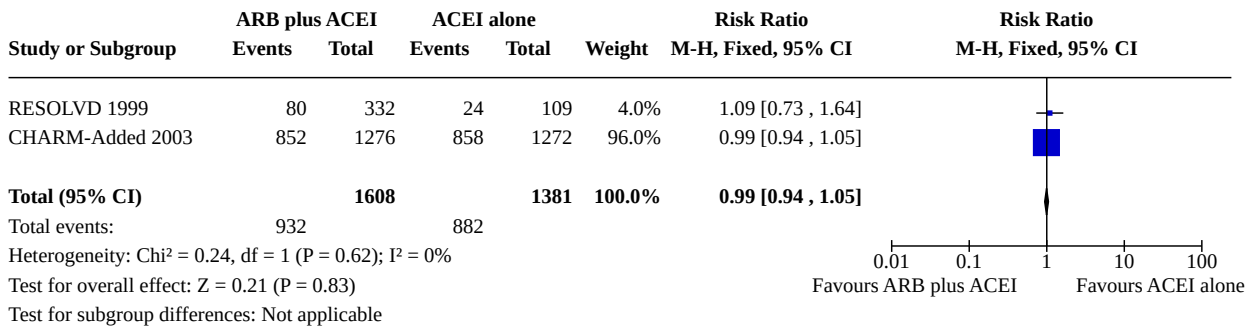 ARB plus ACEI ACEI alone Risk Ratio Risk Ratio
Study or Subgroup Events Total Events Total Weight M-H, Fixed, 95% CI M-H, Fixed, 95% CI
RESOLVD 1999 80 332 24 109 4.0% 1.09 [0.73 , 1.64]
CHARM-Added 2003 852 1276 858 1272 96.0% 0.99 [0.94 , 1.05]
Total (95% CI) 1608 1381 100.0% 0.99 [0.94 , 1.05]
Total events: 932 882
Heterogeneity: Chi² = 0.24, df = 1 (P = 0.62); I² = 0%
0.01 0.1 1 10 100
Test for overall effect: Z = 0.21 (P = 0.83) Favours ARB plus ACEI Favours ACEI alone
Test for subgroup differences: Not applicable